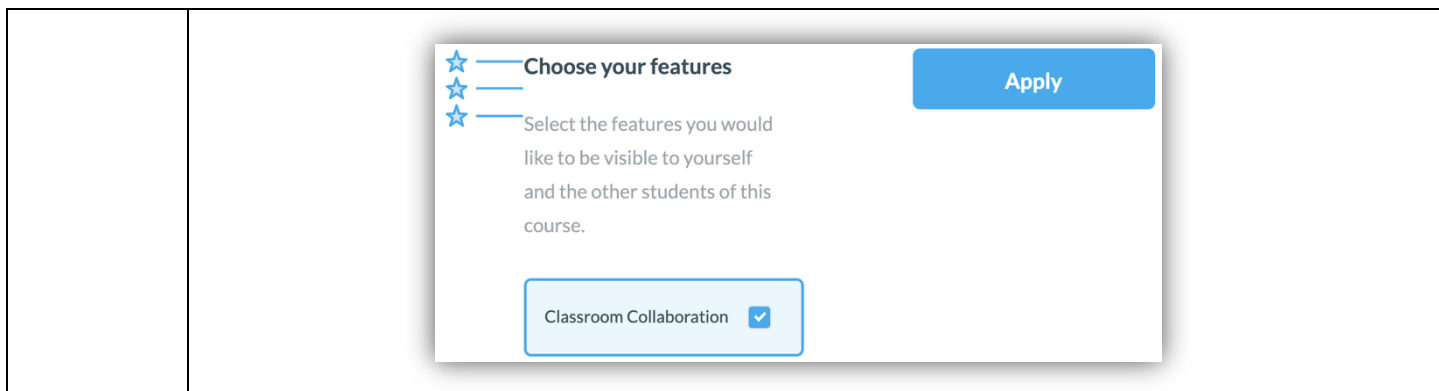 Choose your features
Apply
Select the features you would
like to be visible to yourself
and the other students of this
course.
Classroom Collaboration